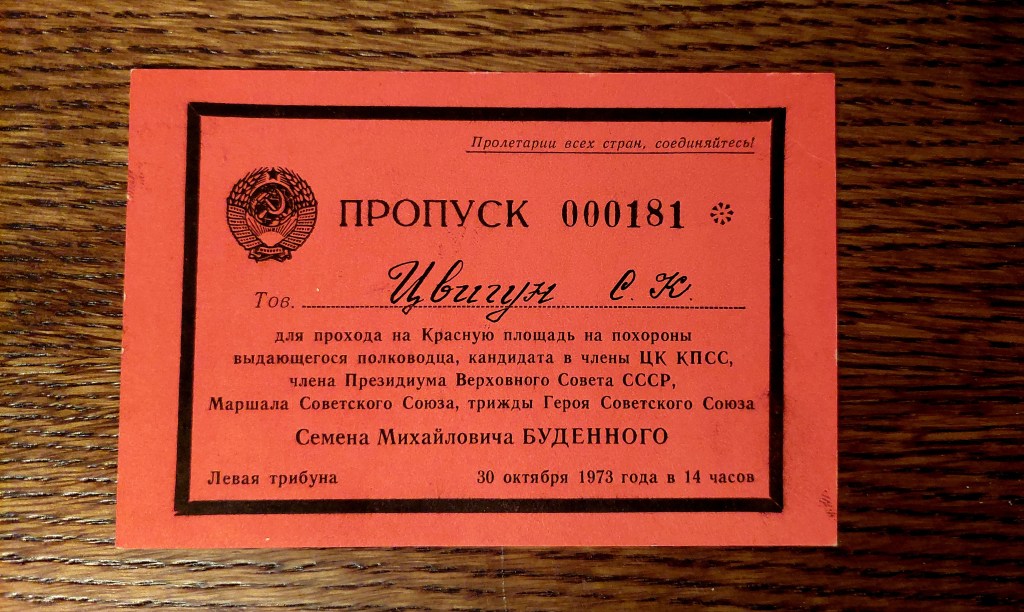 Пролетарии всех стран, соединяйтесь!
ПРОПУСК 000181
Тов. Цвигун С. К.
для прохода на Красную площадь на похороны
выдающегося полководца, кандидата в члены ЦК КПСС,
члена Президиума Верховного Совета СССР,
Маршала Советского Союза, трижды Героя Советского Союза
Семена Михайловича БУДЕННОГО
Левая трибуна 30 октября 1973 года в 14 часов